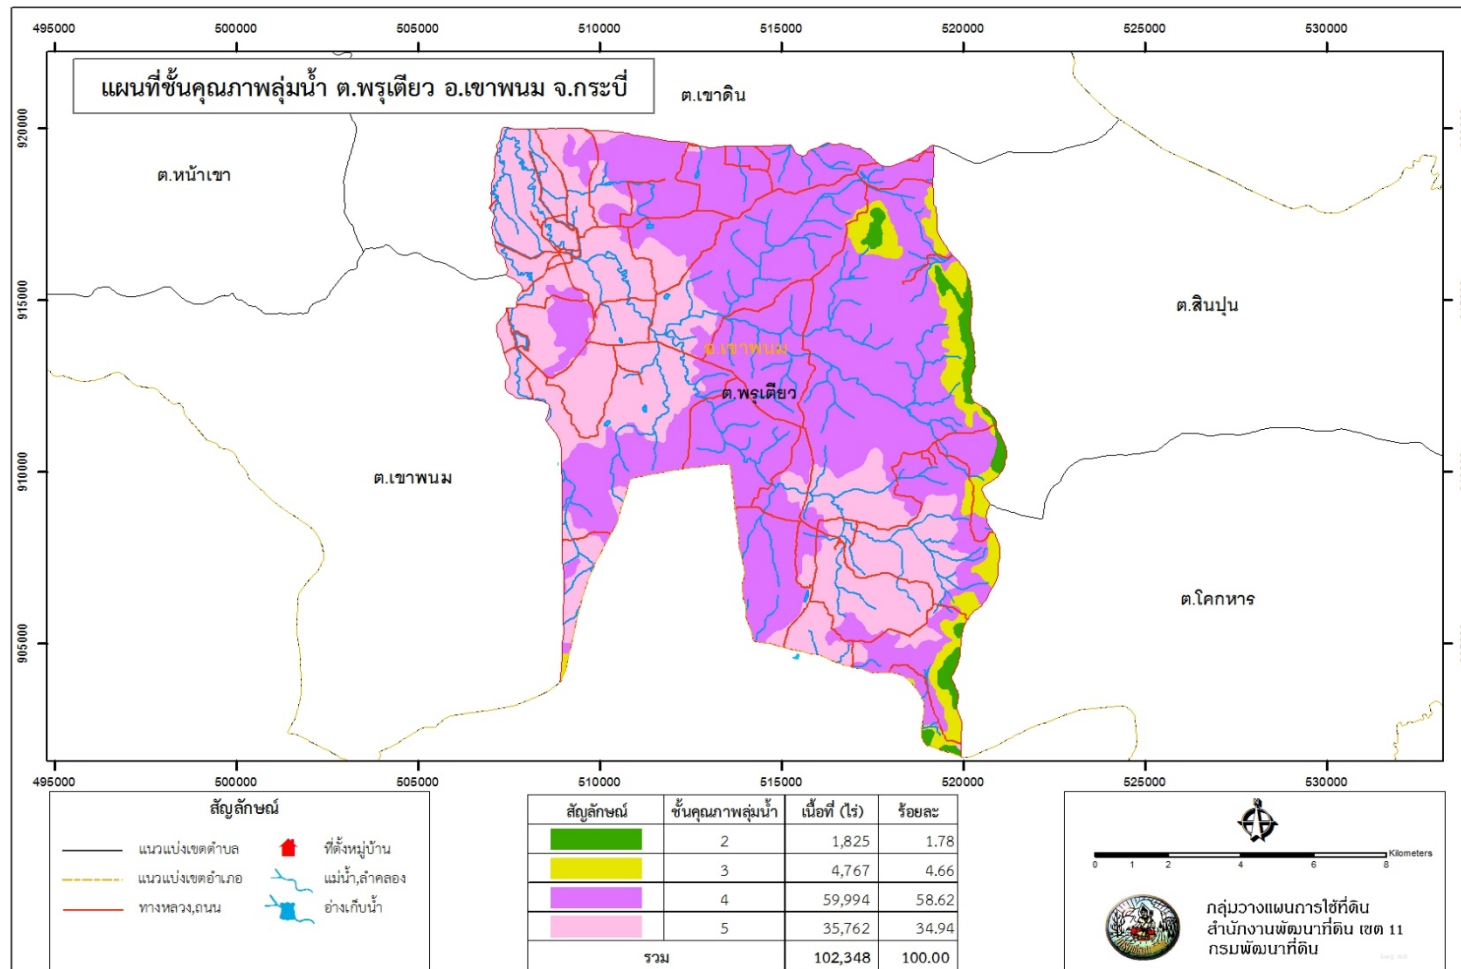 495000 500000 505000 510000 515000 520000 525000 530000
แผนที่ชั้นคุณภาพลุ่มน้ำ ต.พรุเตียว อ.เขาพนม จ.กระบี่
ต.เขาดิน
920000
ต.หน้าเขา
915000
ต.สินปุน
อ.เขาพนม
ต.พรุเตียว
910000
ต.เขาพนม
ต.โคกหาร
905000
495000 500000 505000 510000 515000 520000 525000 530000
สัญลักษณ์
แนวแบ่งเขตตำบล ที่ตั้งหมู่บ้าน
แนวแบ่งเขตอำเภอ แม่น้ำ,ลำคลอง
ทางหลวง,ถนน อ่างเก็บน้ำ
สัญลักษณ์ ชั้นคุณภาพลุ่มน้ำ เนื้อที่ (ไร่) ร้อยละ
2 1,825 1.78
3 4,767 4.66
4 59,994 58.62
5 35,762 34.94
รวม 102,348 100.00
Kilometers
0 1 2 4 6 8
กลุ่มวางแผนการใช้ที่ดิน
สำนักงานพัฒนาที่ดิน เขต 11
กรมพัฒนาที่ดิน